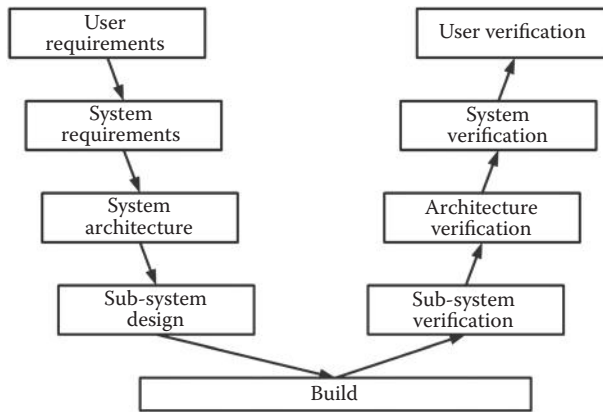 User
requirements
User verification
System
requirements
System
verification
System
architecture
Architecture
verification
Sub-system
design
Sub-system
verification
Build